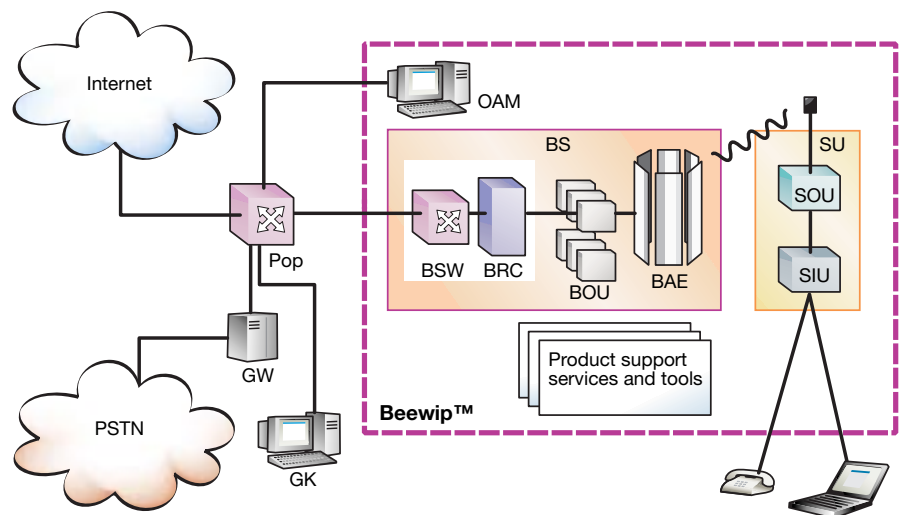 Internet
OAM
BS
SU
SOU
Pop
BSW
BRC
BOU
BAE
SIU
GW
Product support
services and tools
Beewip™
PSTN
GK